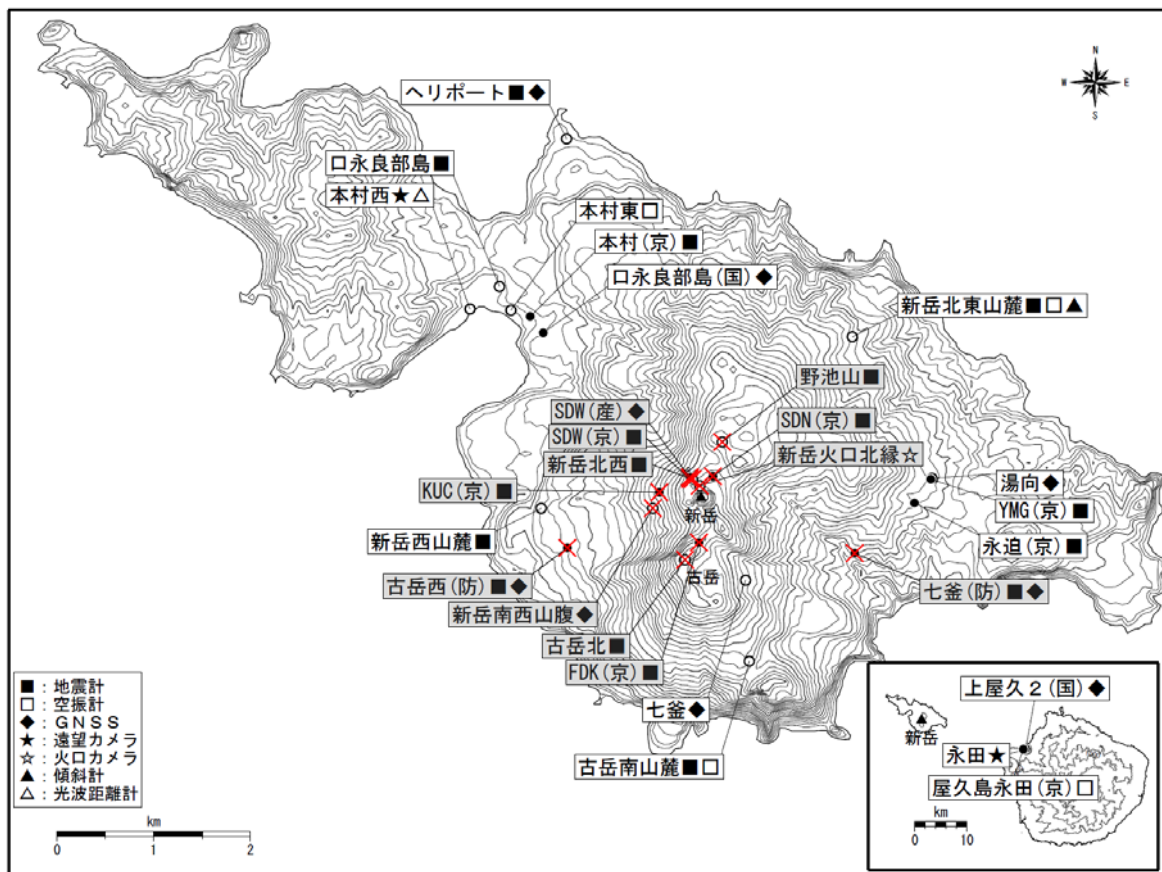 N
W E
S
ヘリポート■◆
口永良部島■
本村西★△
本村東□
本村(京)■
口永良部島(国)◆
新岳北東山麓■□▲
野池山■
SDW(産)◆
SDN(京)■
SDW(京)■
新岳火口北縁☆
新岳北西■
KUC(京)■
湯向◆
新岳
YMG(京)■
新岳西山麓■
永迫(京)■
古岳西(防)■◆
古岳
七釜(防)■◆
新岳南西山腹◆
古岳北■
FDK(京)■
七釜◆
古岳南山麓■□
■：地震計
□：空振計
◆：ＧＮＳＳ
★：遠望カメラ
☆：火口カメラ
▲：傾斜計
△：光波距離計
km
0 1 2
上屋久２(国)◆
新岳
永田★
屋久島永田(京)□
km
0 10